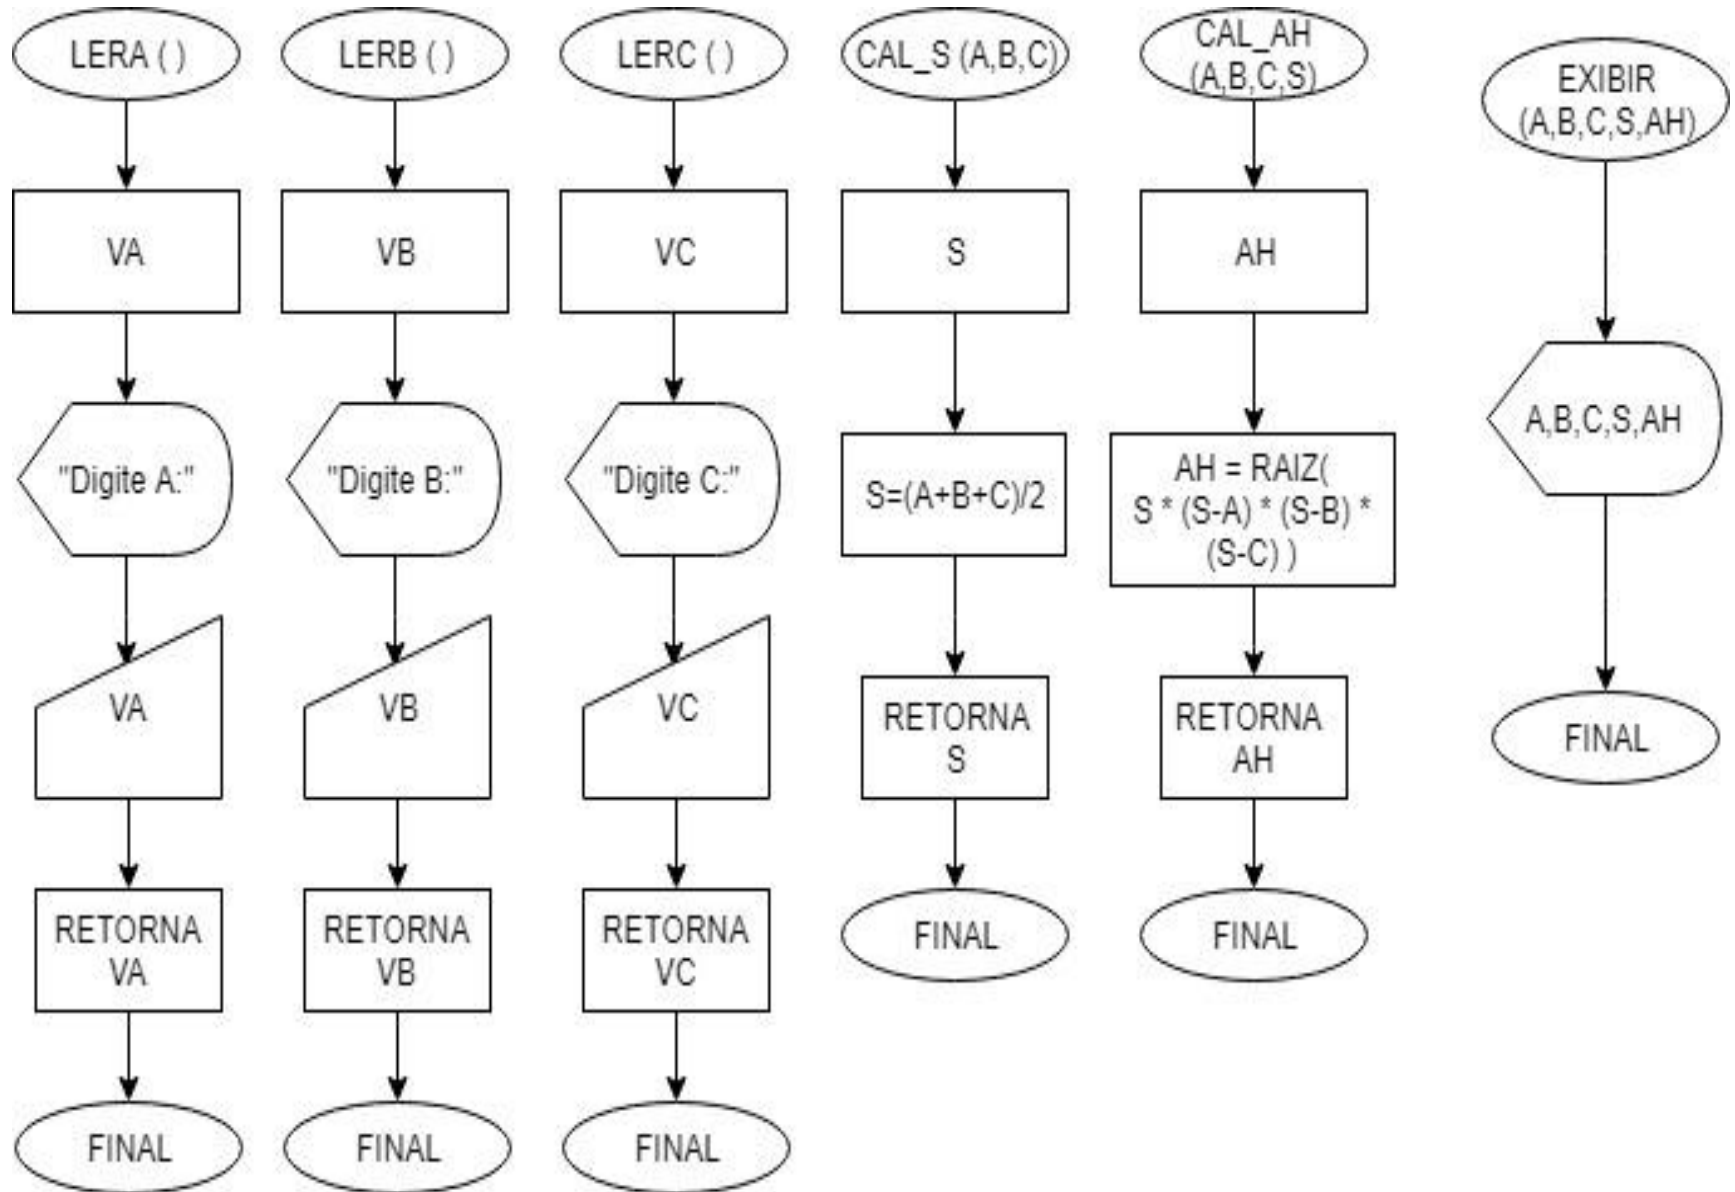 LERA ( )
VA
"Digite A:"
VA
RETORNA
VA
FINAL
LERB ( )
VB
"Digite B:"
VB
RETORNA
VB
FINAL
LERC ( )
VC
"Digite C:"
VC
RETORNA
VC
FINAL
CAL_S (A,B,C)
S
S=(A+B+C)/2
RETORNA
S
FINAL
CAL_AH
(A,B,C,S)
AH
AH = RAIZ(
S * (S-A) * (S-B) *
(S-C) )
RETORNA
AH
FINAL
EXIBIR
(A,B,C,S,AH)
A,B,C,S,AH
FINAL